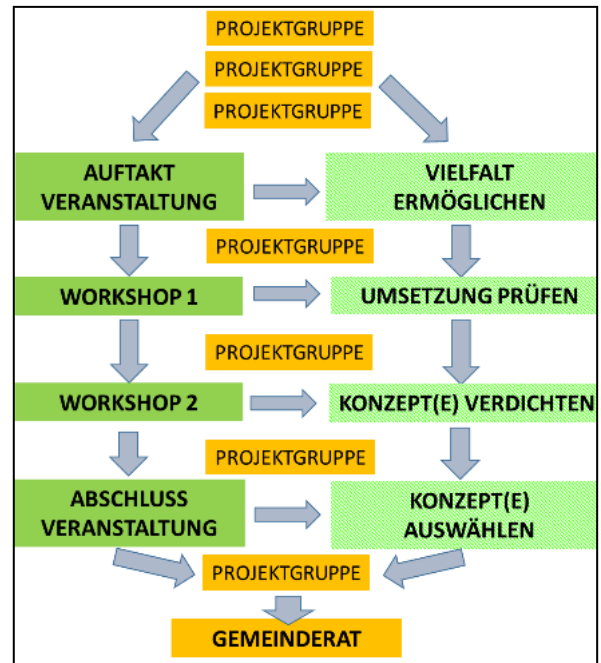 PROJEKTGRUPPE
PROJEKTGRUPPE
PROJEKTGRUPPE
AUFTAKT
VERANSTALTUNG
VIELFALT
ERMÖGLICHEN
PROJEKTGRUPPE
WORKSHOP 1
UMSETZUNG PRÜFEN
PROJEKTGRUPPE
WORKSHOP 2
KONZEPT(E) VERDICHTEN
PROJEKTGRUPPE
ABSCHLUSS
VERANSTALTUNG
KONZEPT(E)
AUSWÄHLEN
PROJEKTGRUPPE
GEMEINDERAT